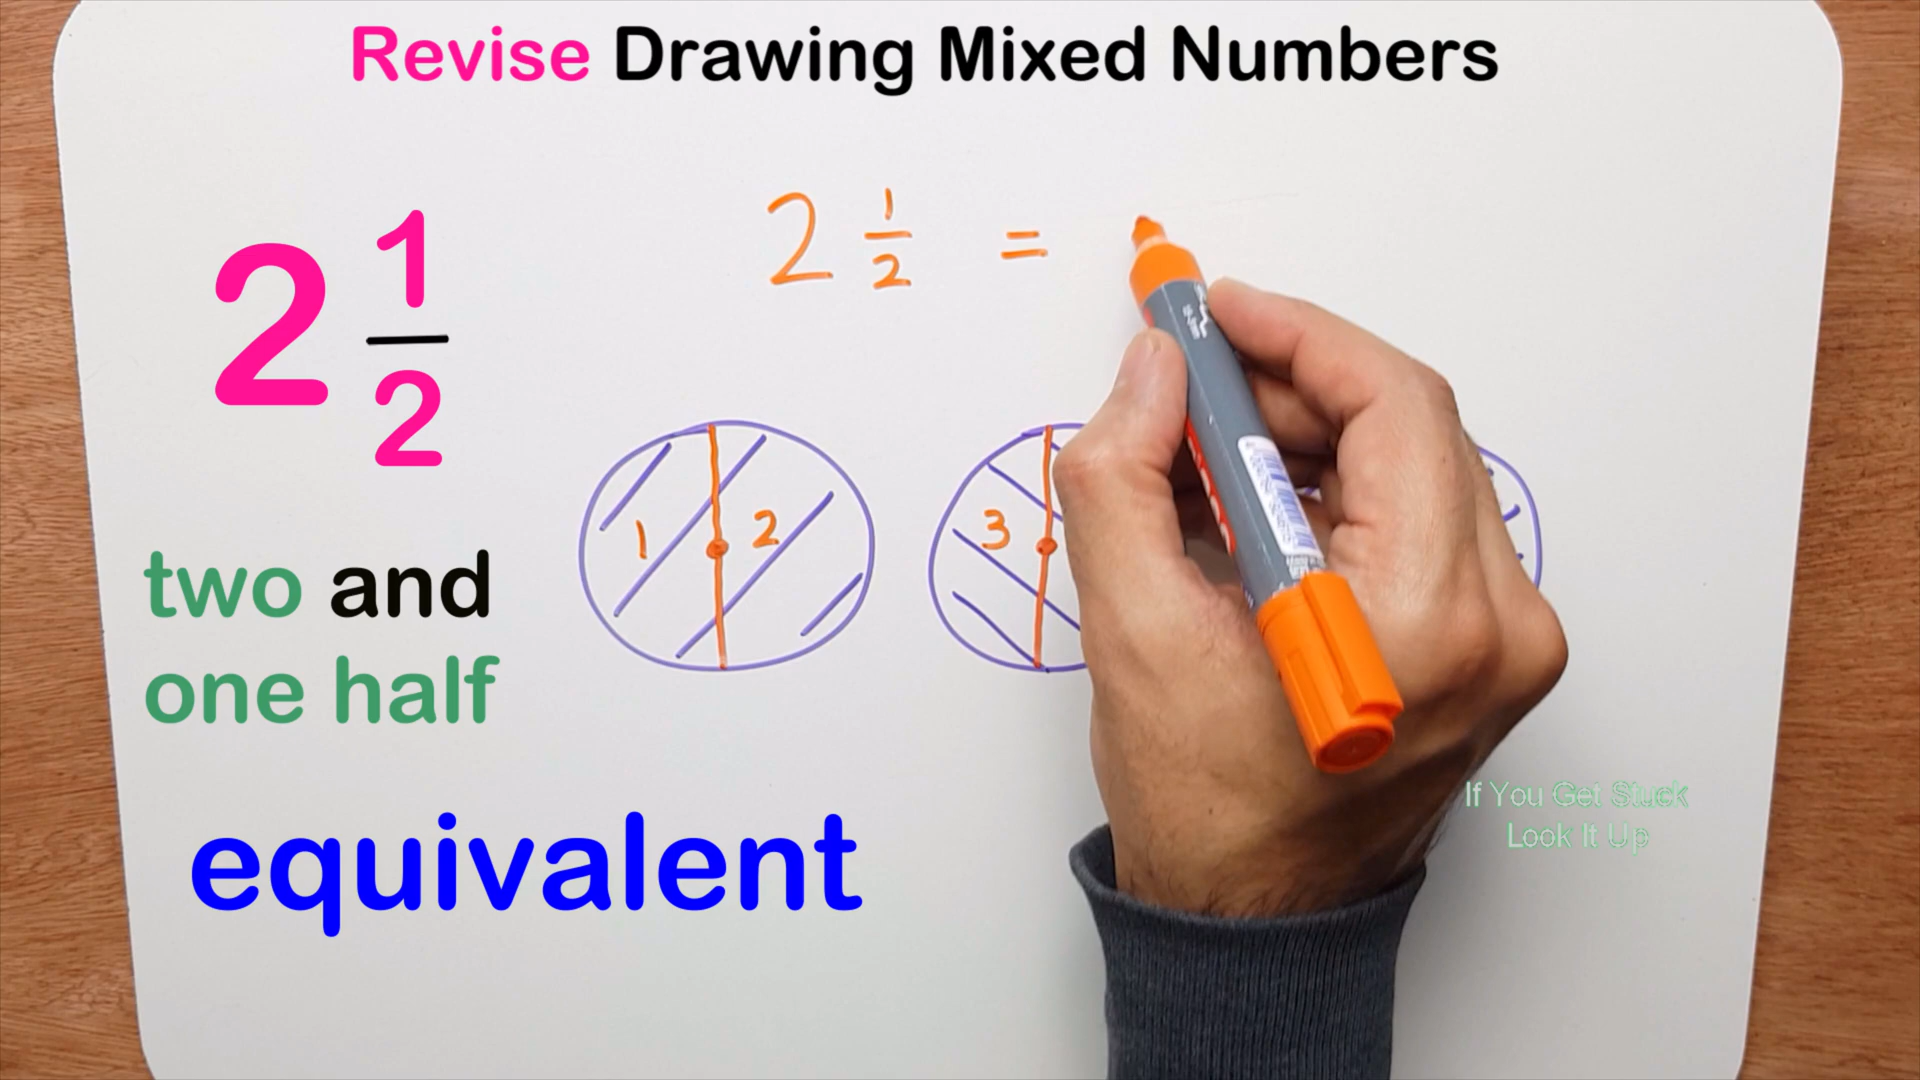 Revise Drawing Mixed Numbers
2 1/2
2 1/2 =
1 2 3
two and
one half
equivalent
If You Get Stuck
Look It Up